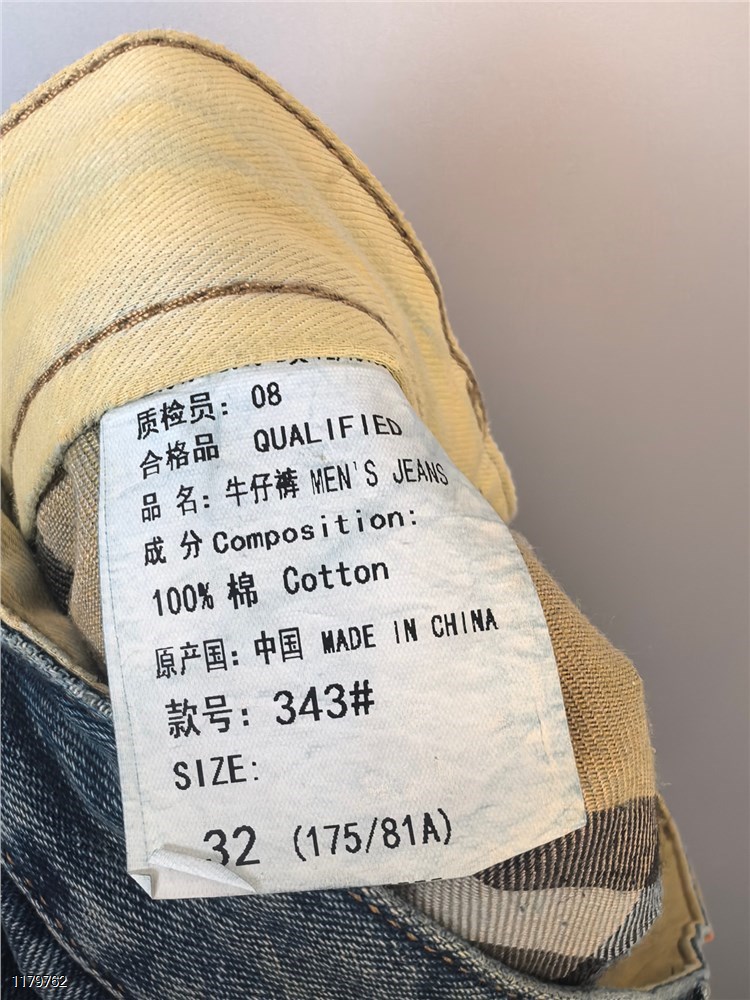 质检员: 08
合格品 QUALIFIED
品 名: 牛仔裤 MEN'S JEANS
成 分 Composition:
100% 棉 Cotton
原产国: 中国 MADE IN CHINA
款号: 343#
SIZE:
32 (175/81A)
1179762